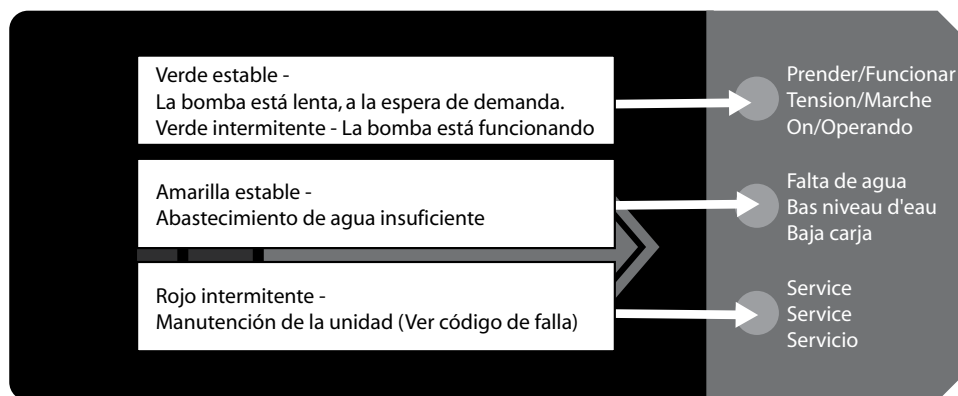 Verde estable -
La bomba está lenta, a la espera de demanda.
Verde intermitente - La bomba está funcionando
Prender/Funcionar
Tension/Marche
On/Operando
Amarilla estable -
Abastecimiento de agua insuficiente
Falta de agua
Bas niveau d'eau
Baja carja
Rojo intermitente -
Manutención de la unidad (Ver código de falla)
Service
Service
Servicio